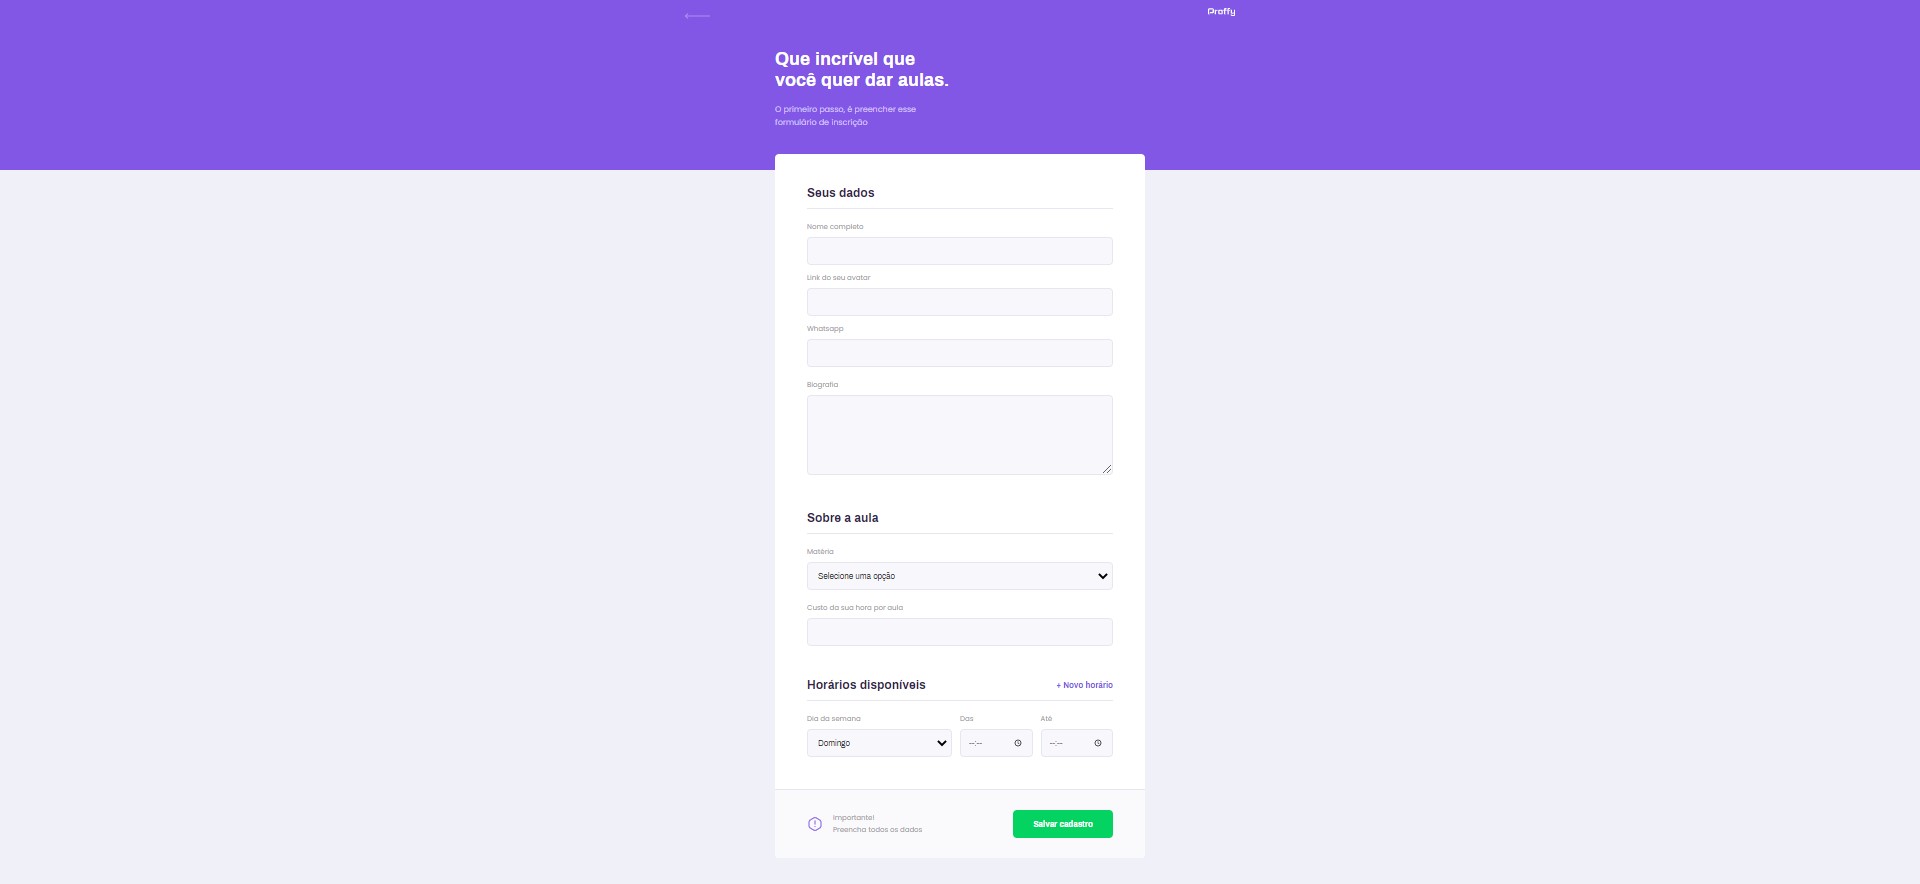 Proffy
Que incrível que
você quer dar aulas.
O primeiro passo, é preencher esse
formulário de inscrição
Seus dados
Nome completo
Link do seu avatar
Whatsapp
Biografia
Sobre a aula
Matéria
Selecione uma opção
Custo da sua hora por aula
Horários disponíveis
+ Novo horário
Dia da semana
Das
Até
Domingo
--:--
--:--
Importante!
Preencha todos os dados
Salvar cadastro